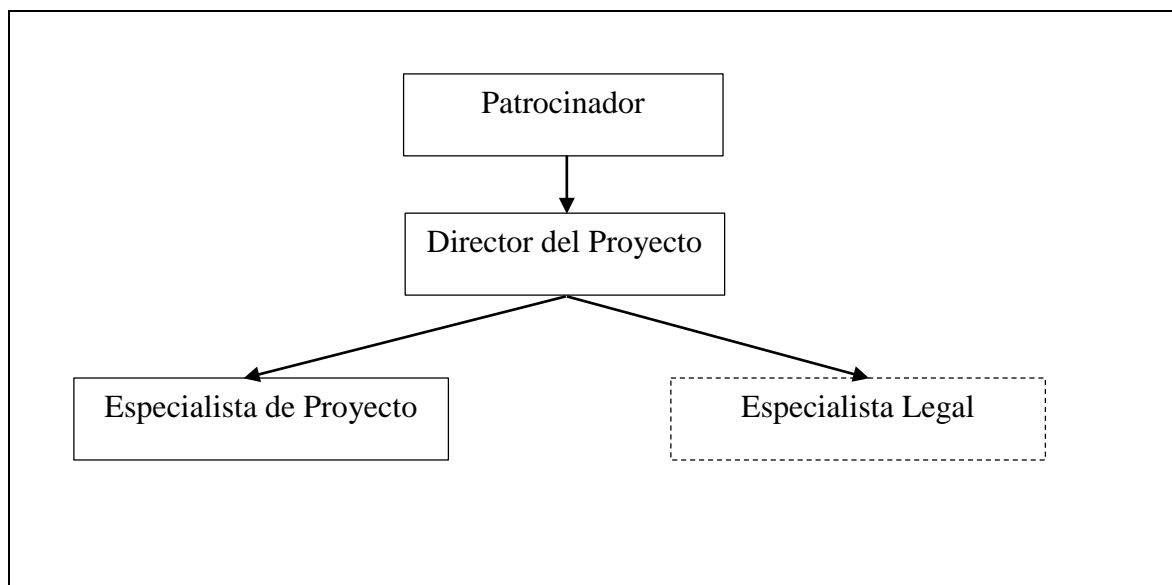 Patrocinador
Director del Proyecto
Especialista de Proyecto
Especialista Legal